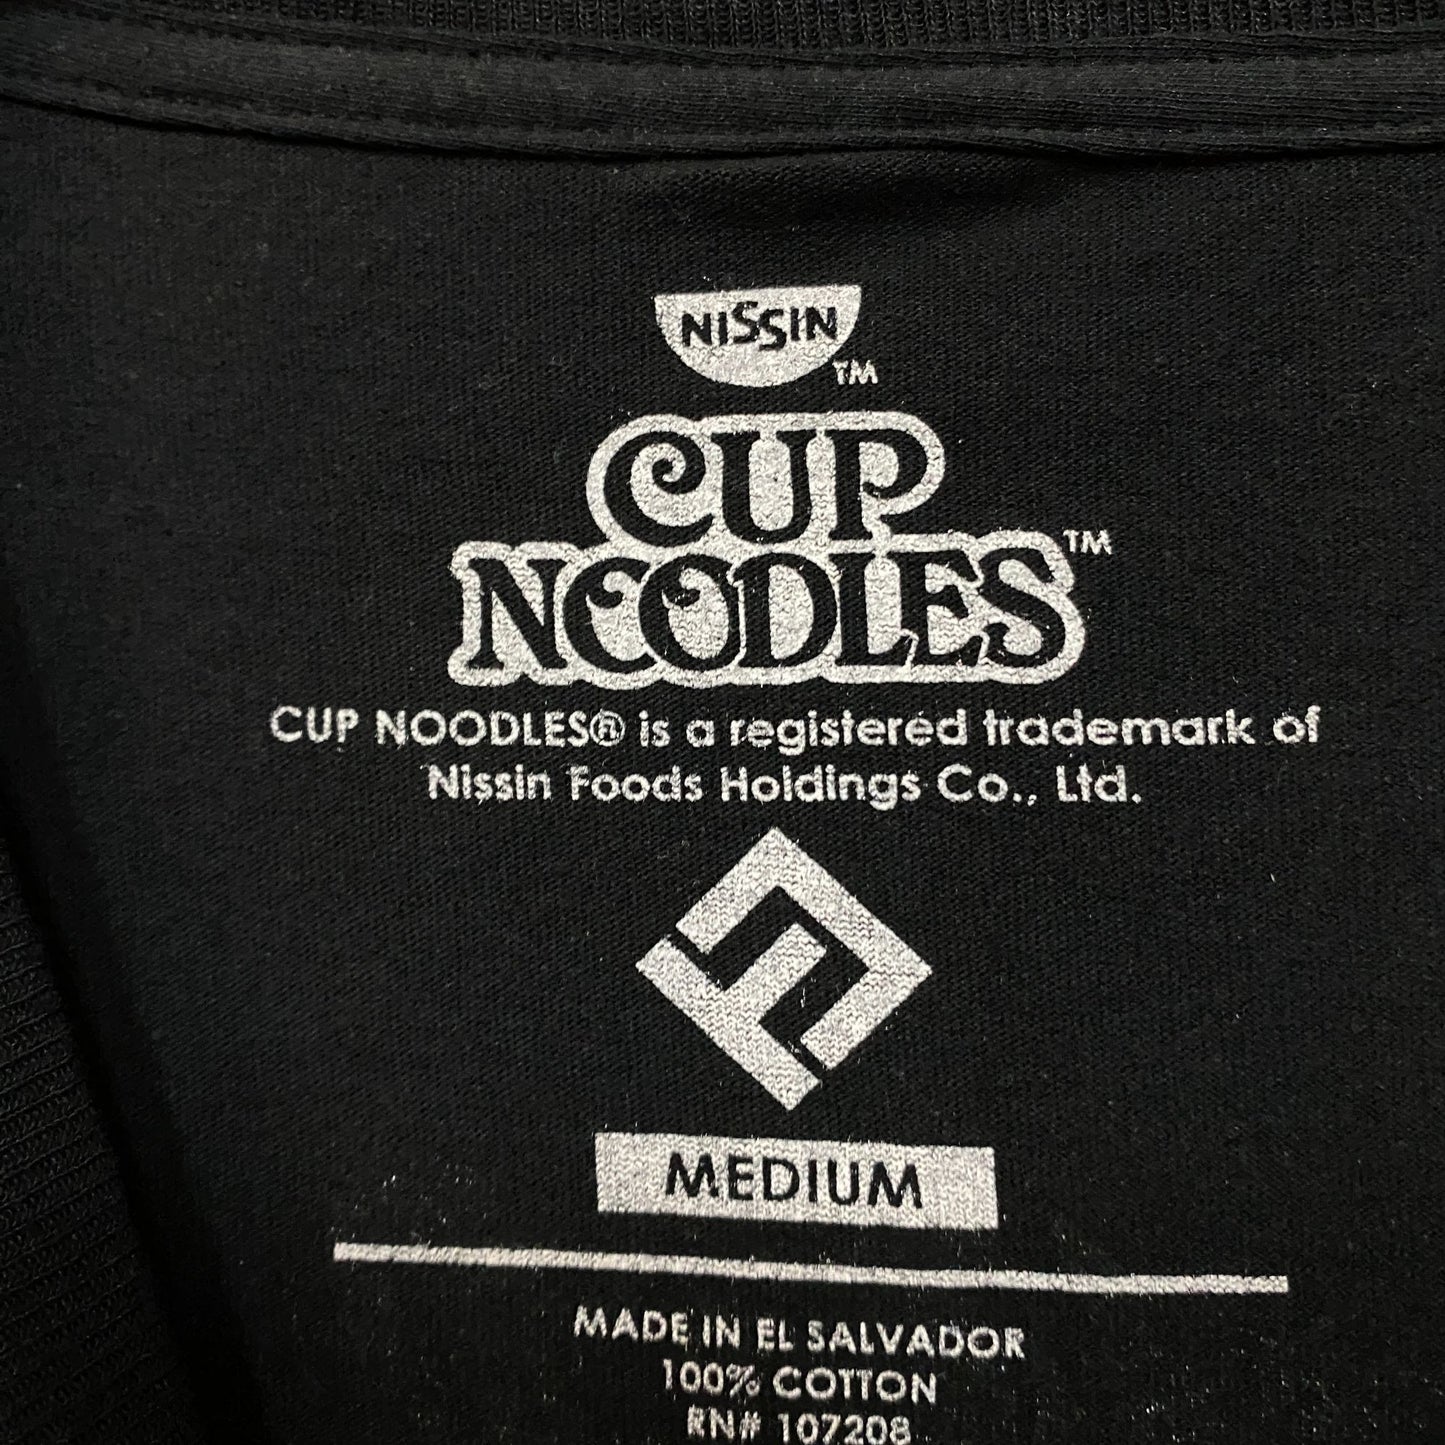 NISSIN
TM
CUP
NOODLES TM
CUP NOODLES® is a registered trademark of
Nissin Foods Holdings Co., Ltd.
MEDIUM
MADE IN EL SALVADOR
100% COTTON
RN# 107208